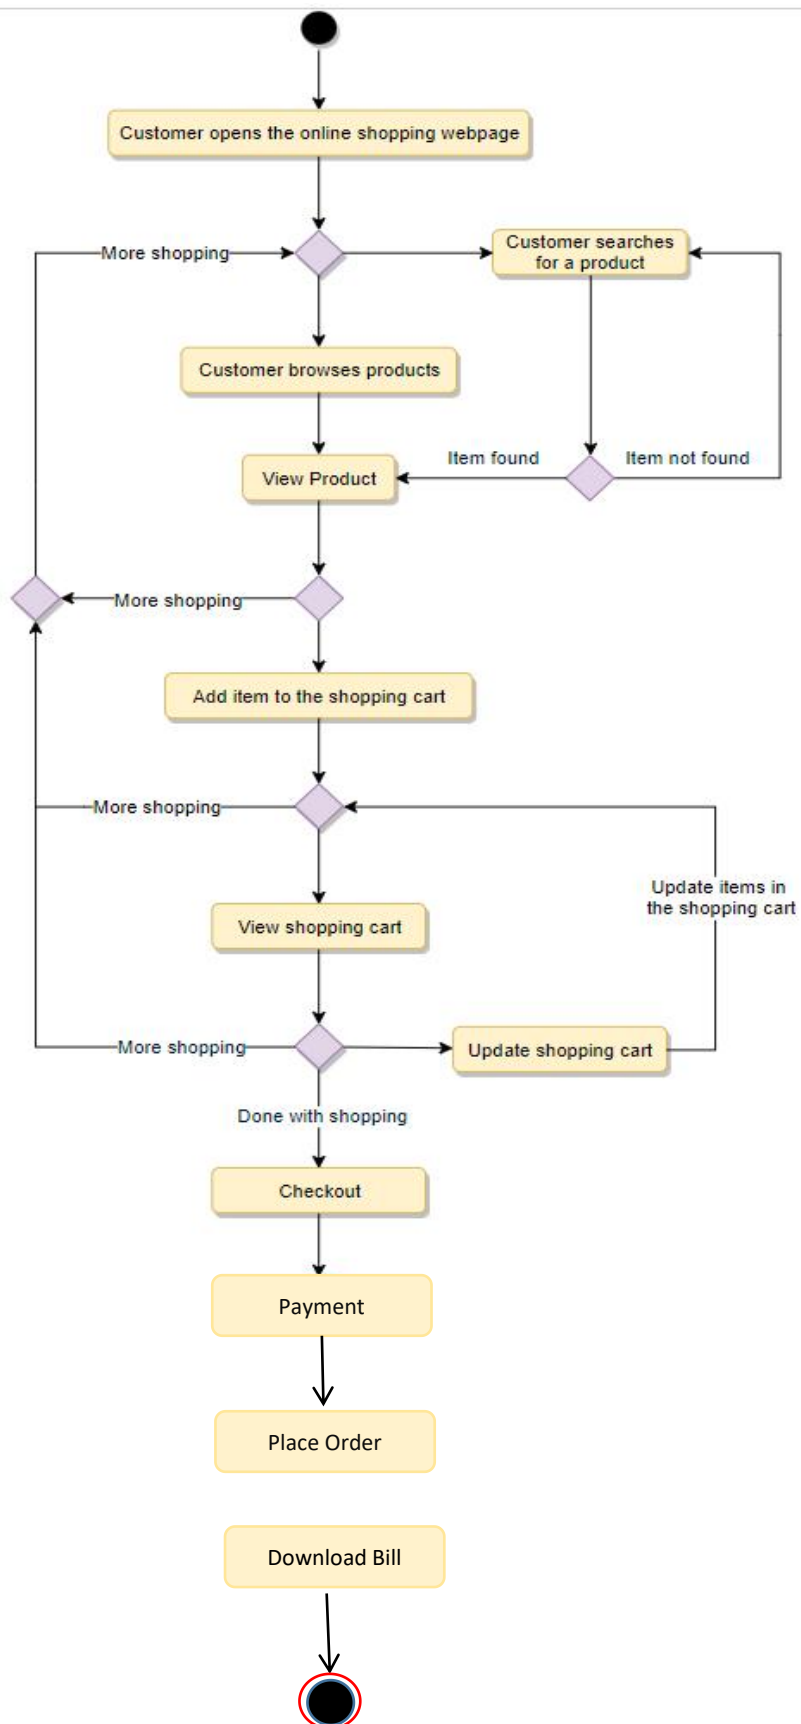 Customer opens the online shopping webpage
More shopping
Customer searches
for a product
Customer browses products
Item found
Item not found
View Product
More shopping
Add item to the shopping cart
More shopping
Update items in
the shopping cart
View shopping cart
More shopping
Update shopping cart
Done with shopping
Checkout
Payment
Place Order
Download Bill